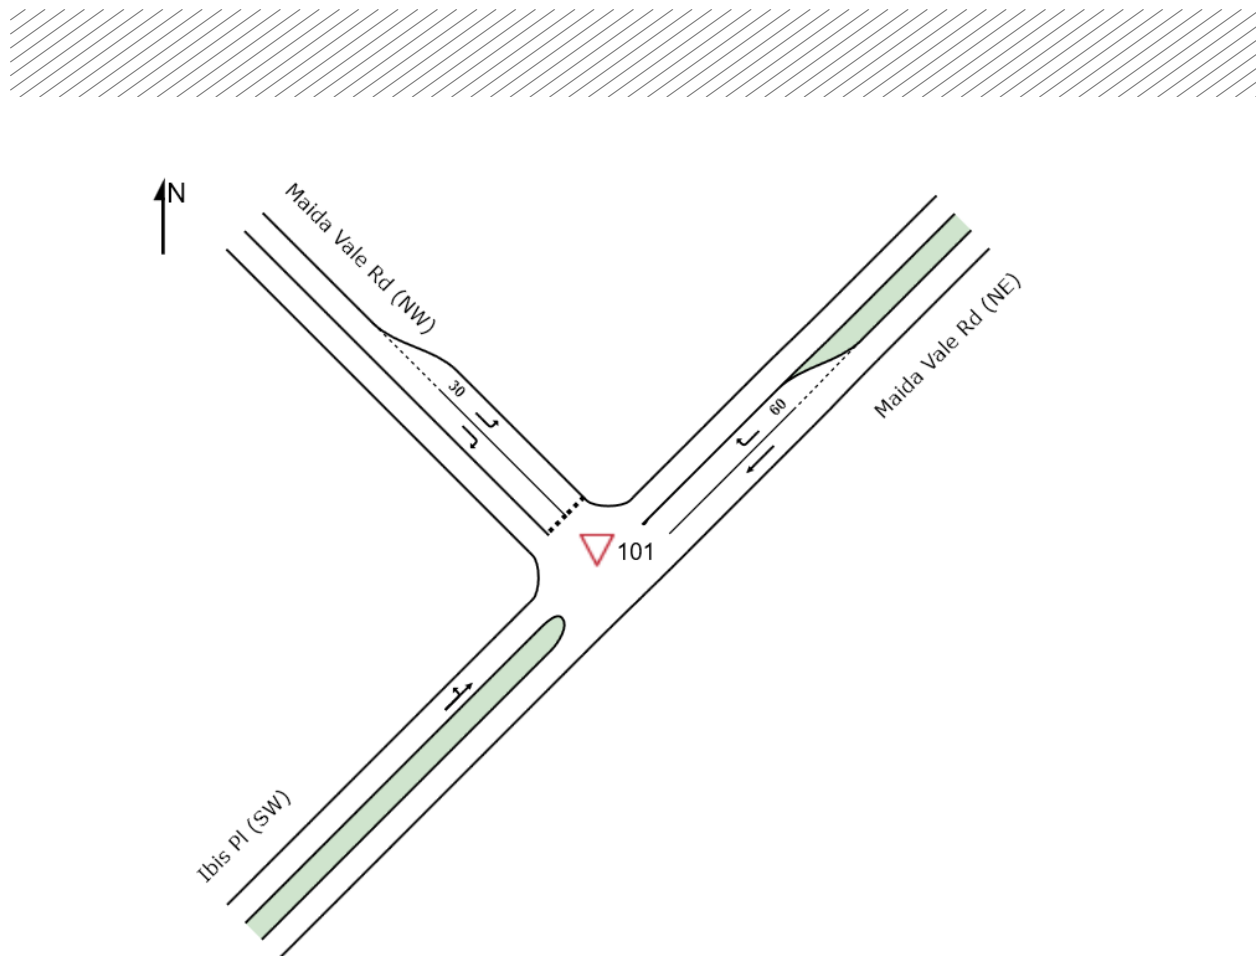 N
Maida Vale Rd (NW)
Maida Vale Rd (NE)
30
60
101
Ibis Pl (SW)